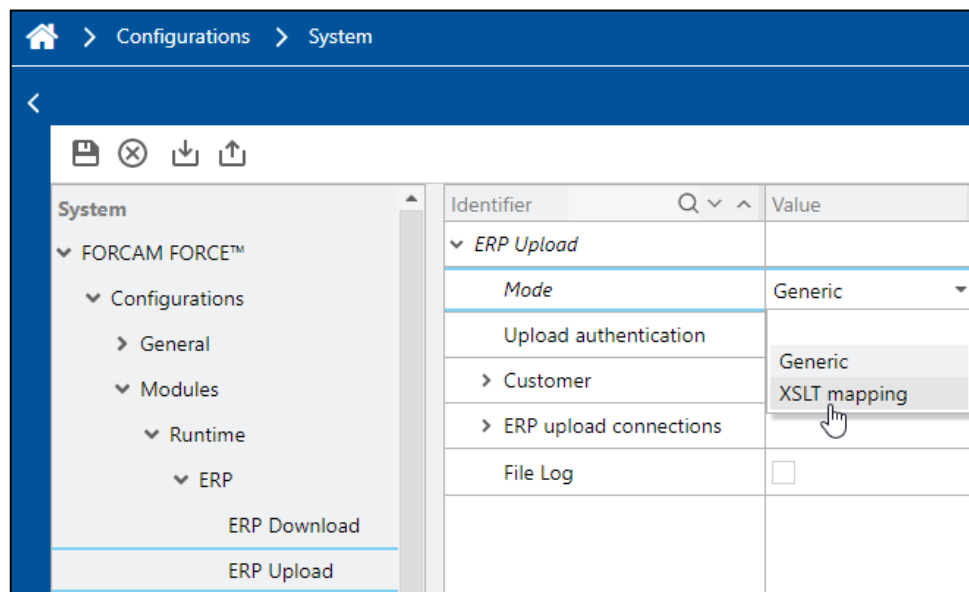 Configurations System
System
FORCAM FORCE™
Configurations
General
Modules
Runtime
ERP
ERP Download
ERP Upload
Identifier Value
ERP Upload
Mode Generic
Upload authentication
Generic
Customer
XSLT mapping
ERP upload connections
File Log